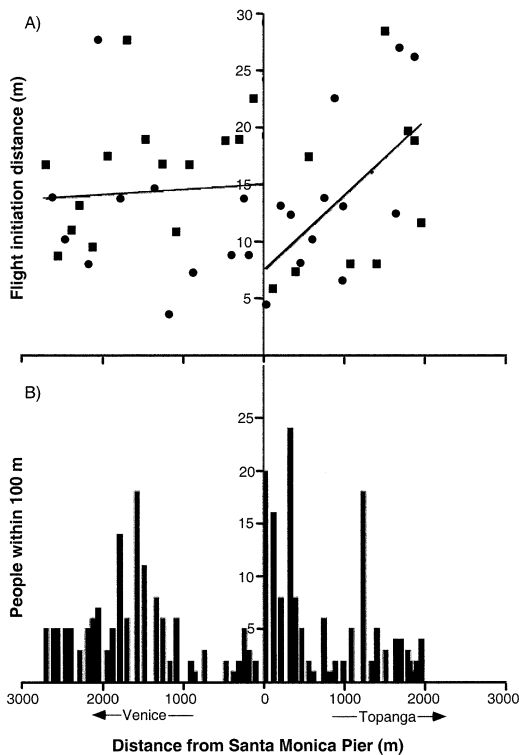 A)
Flight initiation distance (m)
30
25
20
15
10
5
B)
People within 100 m
25
20
15
10
5
3000 2000 1000 0 1000 2000 3000
Venice Topanga
Distance from Santa Monica Pier (m)